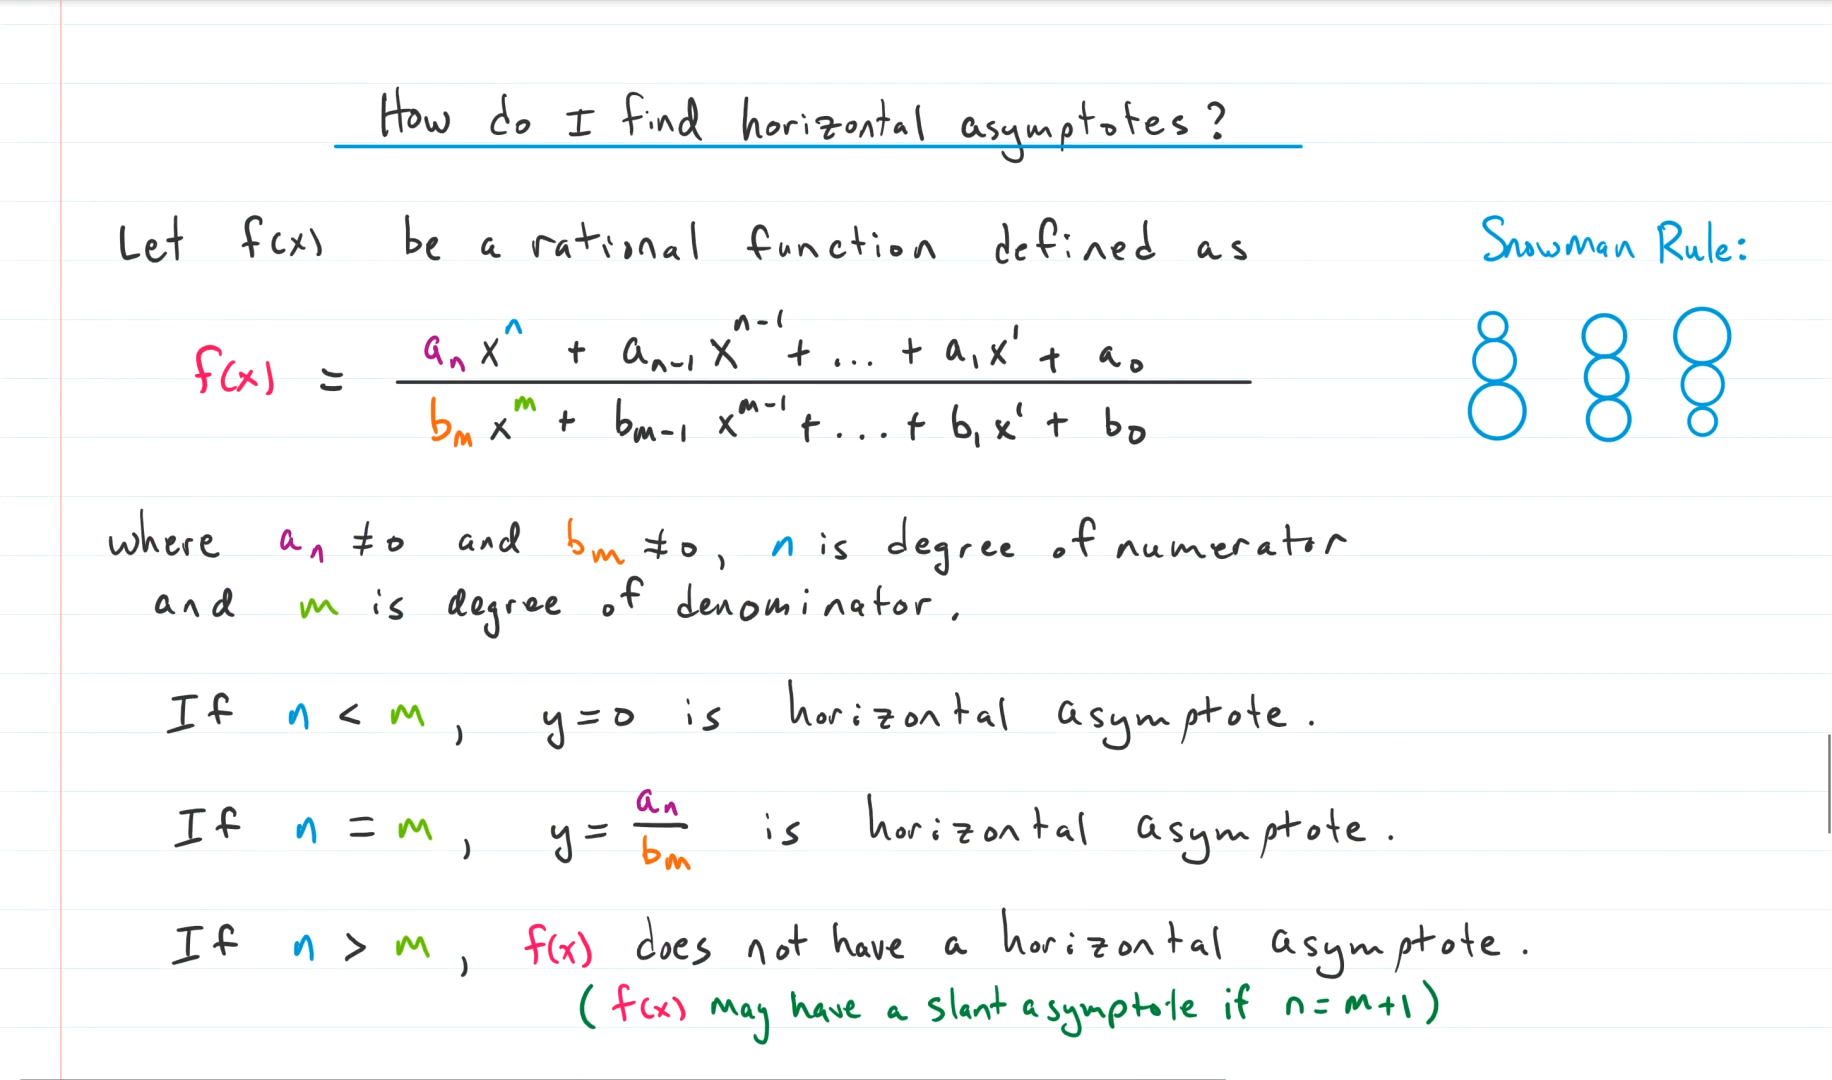 How do I find horizontal asymptotes?
Let f(x) be a rational function defined as
Snowman Rule:
f(x) = \frac{a_n x^n + a_{n-1} x^{n-1} + ... + a_1 x^1 + a_0}{b_m x^m + b_{m-1} x^{m-1} + ... + b_1 x^1 + b_0}
where a_n ≠ 0 and b_m ≠ 0, n is degree of numerator
and m is degree of denominator.
If n < m, y = 0 is horizontal asymptote.
If n = m, y = \frac{a_n}{b_m} is horizontal asymptote.
If n > m, f(x) does not have a horizontal asymptote.
(f(x) may have a slant asymptote if n = m+1)